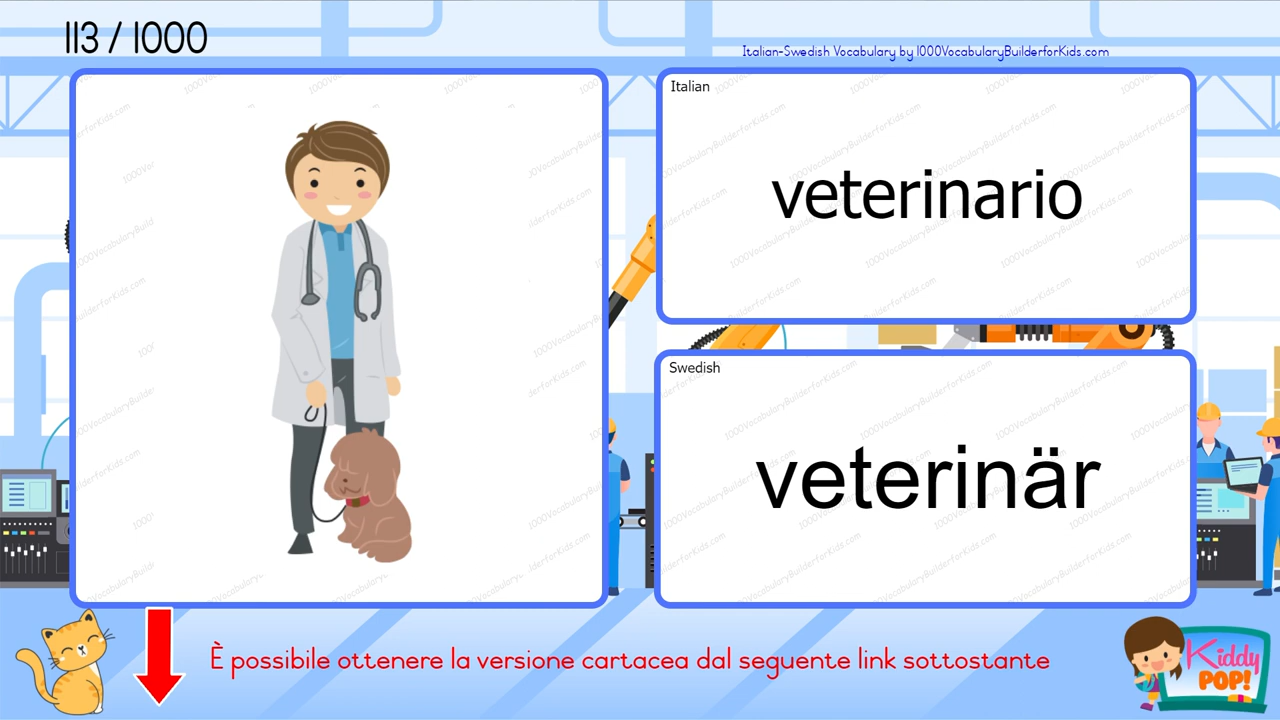 113 / 1000
Italian-Swedish Vocabulary by 1000VocabularyBuilderforKids.com
Italian
veterinario
Swedish
veterinär
È possibile ottenere la versione cartacea dal seguente link sottostante
Kiddy
POP!